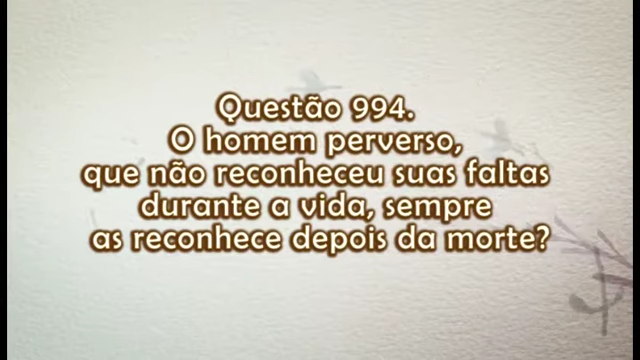 Questão 994.
O homem perverso,
que não reconheceu suas faltas
durante a vida, sempre
as reconhece depois da morte?